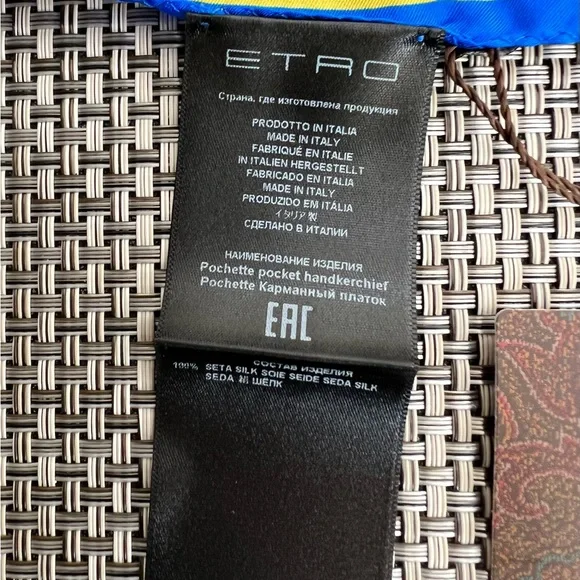 ETRO
Страна, где изготовлена продукция
PRODOTTO IN ITALIA
MADE IN ITALY
FABRIQUÉ EN ITALIE
IN ITALIEN HERGESTELLT
FABRICADO EN ITALIA
MADE IN ITALY
PRODUZIDO EM ITÁLIA
イタリア製
СДЕЛАНО В ИТАЛИИ
НАИМЕНОВАНИЕ ИЗДЕЛИЯ
Pochette pocket handkerchief
Pochette Карманный платок
EAC
СОСТАВ ИЗДЕЛИЯ
100% SETA SILK SOIE SEIDE SEDA SILK
SEDA 絹 ШЁЛК